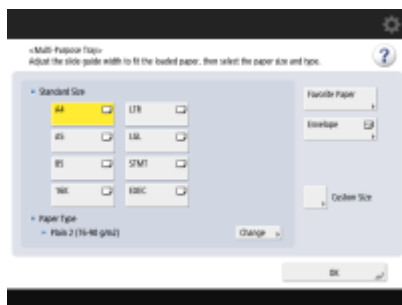 <Multi-Purpose Tray>
Adjust the slide guide width to fit the loaded paper, then select the paper size and type.
?
Standard Size
Favorite Paper
A4 LTR
Envelope
A5 LGL
B5 STMT
16K EXEC
Custom Size
Paper Type
Plain 2 (76-90 g/m2)
Change
OK